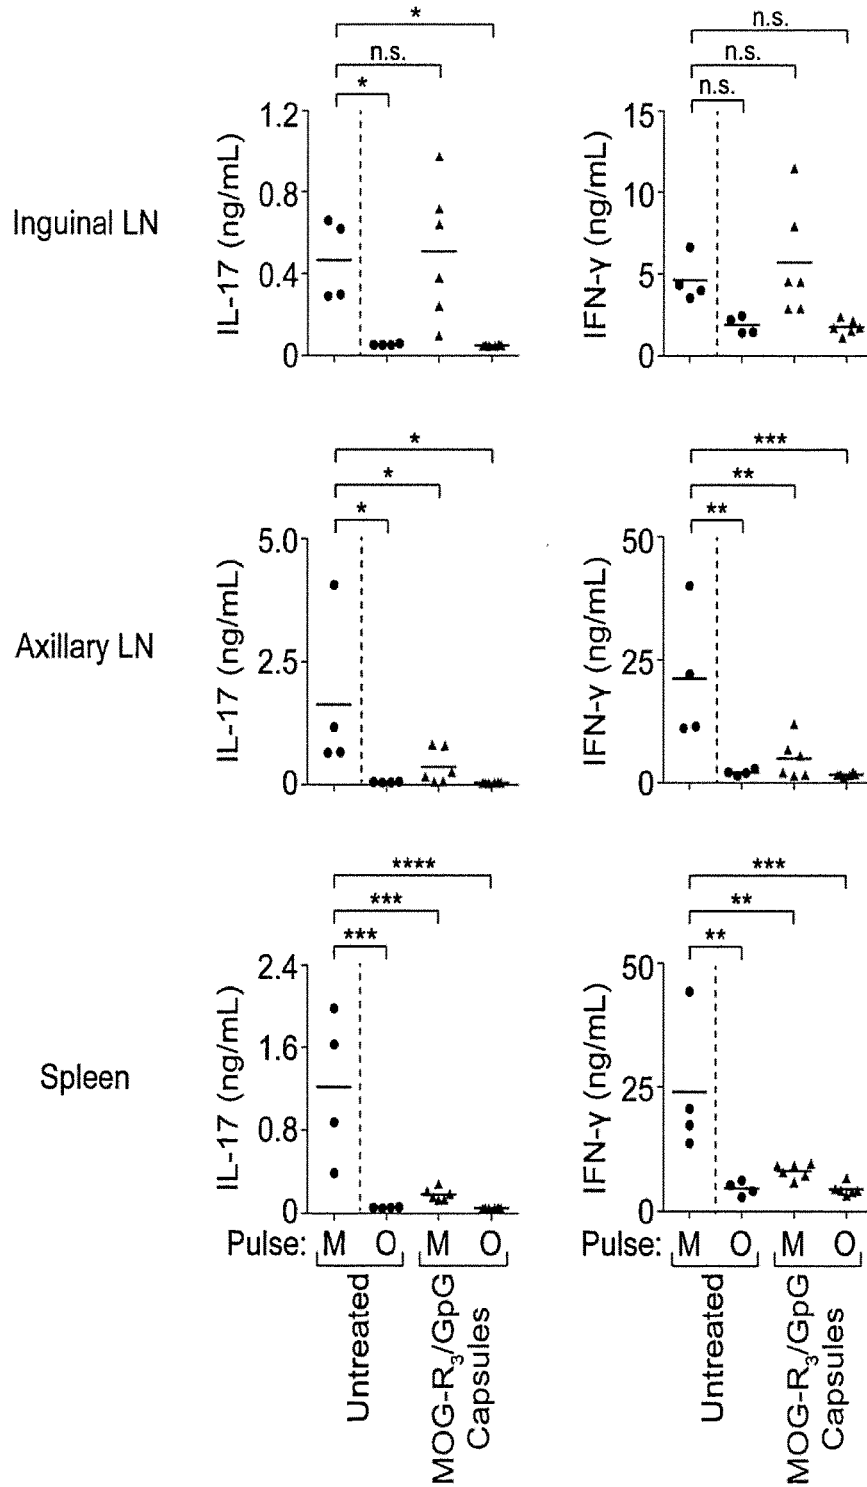 *
n.s.
*
1.2
0.8
0.4
0
IL-17 (ng/mL)
Inguinal LN
n.s.
n.s.
n.s.
15
10
5
0
IFN-γ (ng/mL)
*
*
*
5.0
2.5
0
IL-17 (ng/mL)
Axillary LN
***
**
**
50
25
0
IFN-γ (ng/mL)
****
***
***
2.4
1.6
0.8
0
IL-17 (ng/mL)
Spleen
***
**
**
50
25
0
IFN-γ (ng/mL)
Pulse: M O M O
Untreated
MOG-R3/GpG
Capsules
Pulse: M O M O
Untreated
MOG-R3/GpG
Capsules